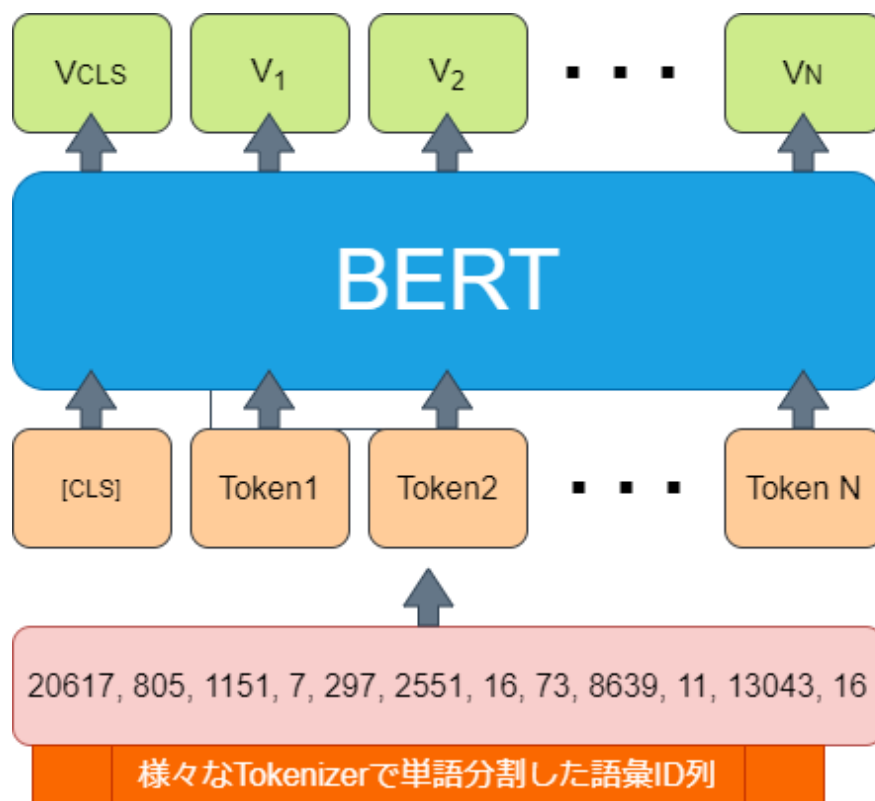 VCLS V1 V2 ・・・ VN
BERT
[CLS] Token1 Token2 ・・・ Token N
20617, 805, 1151, 7, 297, 2551, 16, 73, 8639, 11, 13043, 16
様々なTokenizerで単語分割した語彙ID列